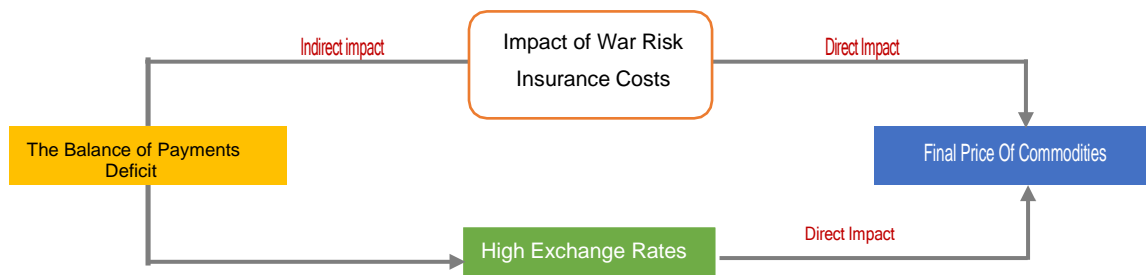 Indirect impact
Impact of War Risk
Insurance Costs
Direct Impact
The Balance of Payments
Deficit
Final Price Of Commodities
High Exchange Rates
Direct Impact